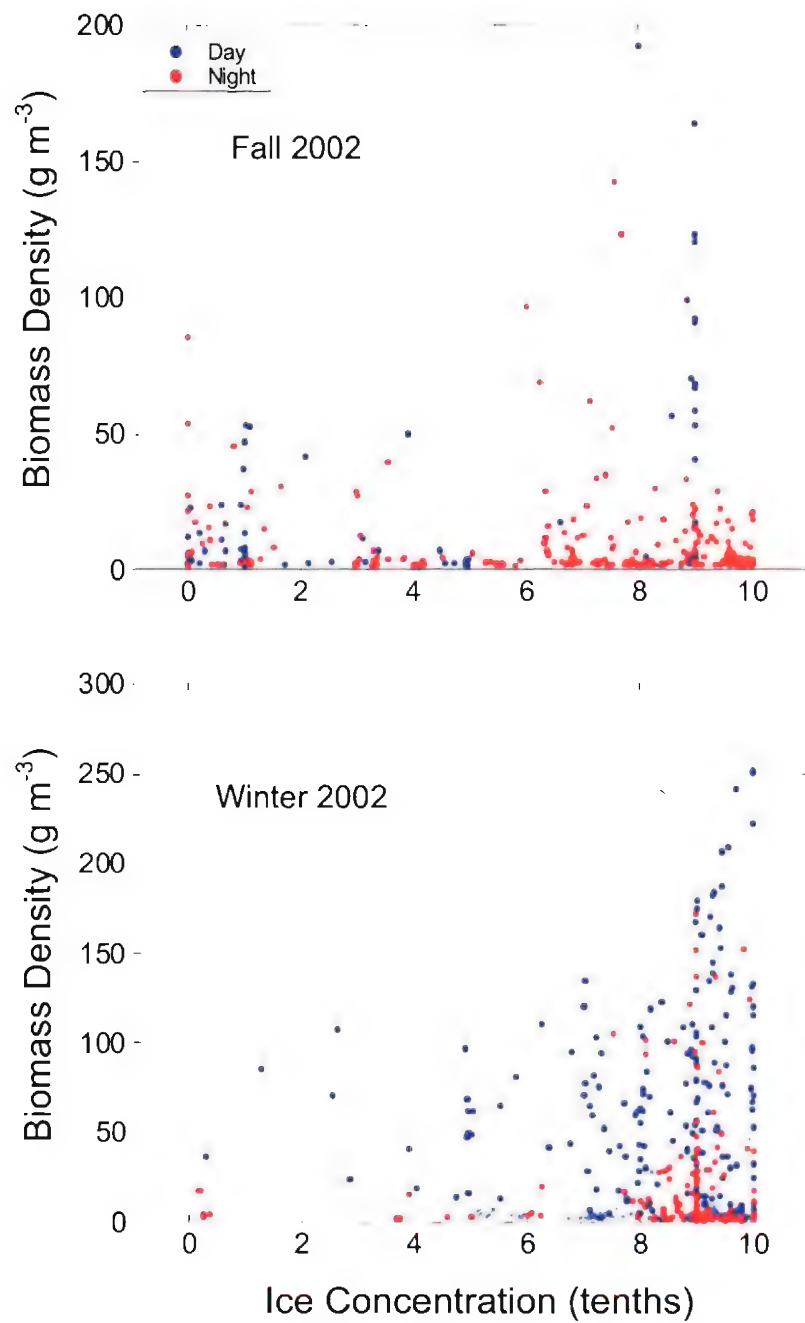 200
Day
Night
Fall 2002
150
100
50
0
Biomass Density (g m-3)
0 2 4 6 8 10
300
250
Winter 2002
200
150
100
50
0
Biomass Density (g m-3)
0 2 4 6 8 10
Ice Concentration (tenths)